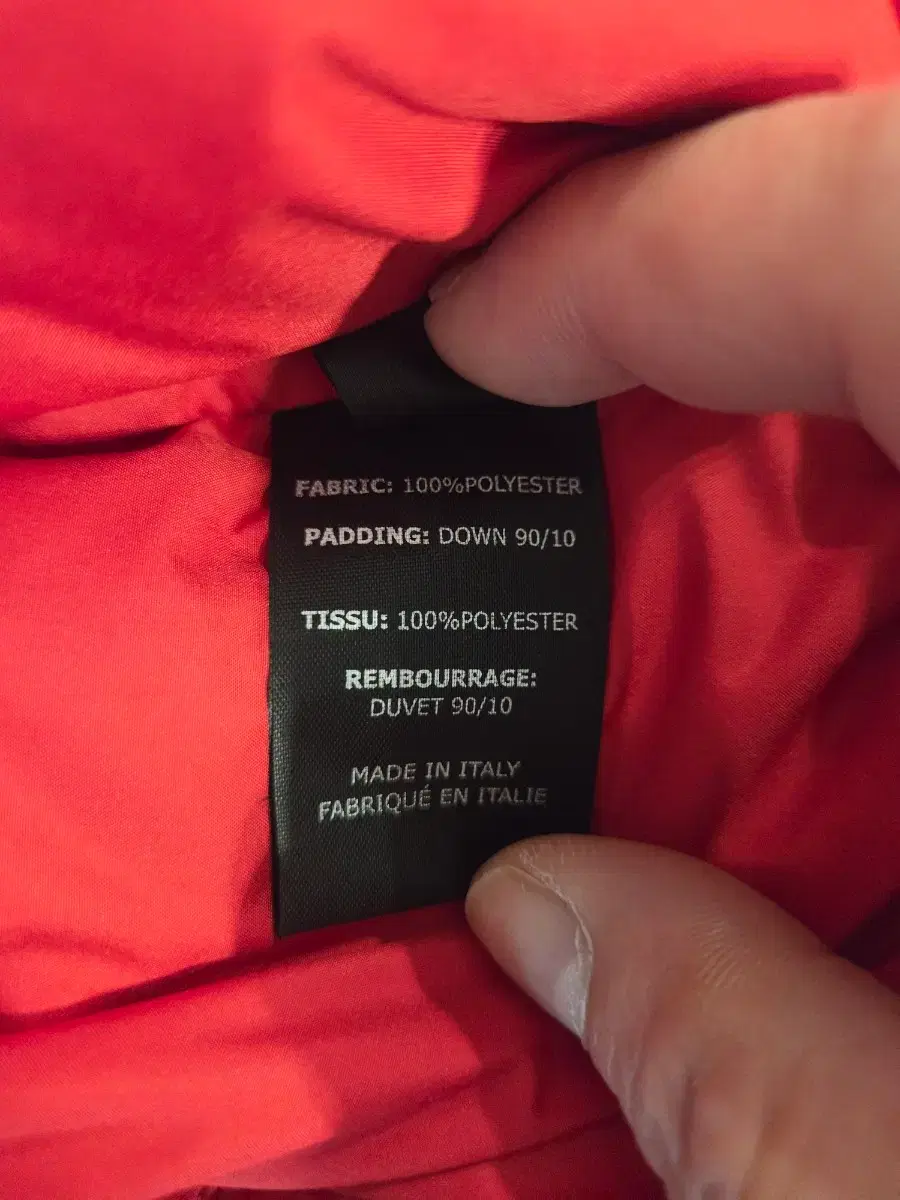 FABRIC: 100%POLYESTER
PADDING: DOWN 90/10
TISSU: 100%POLYESTER
REMBOURRAGE:
DUVET 90/10
MADE IN ITALY
FABRIQUÉ EN ITALIE